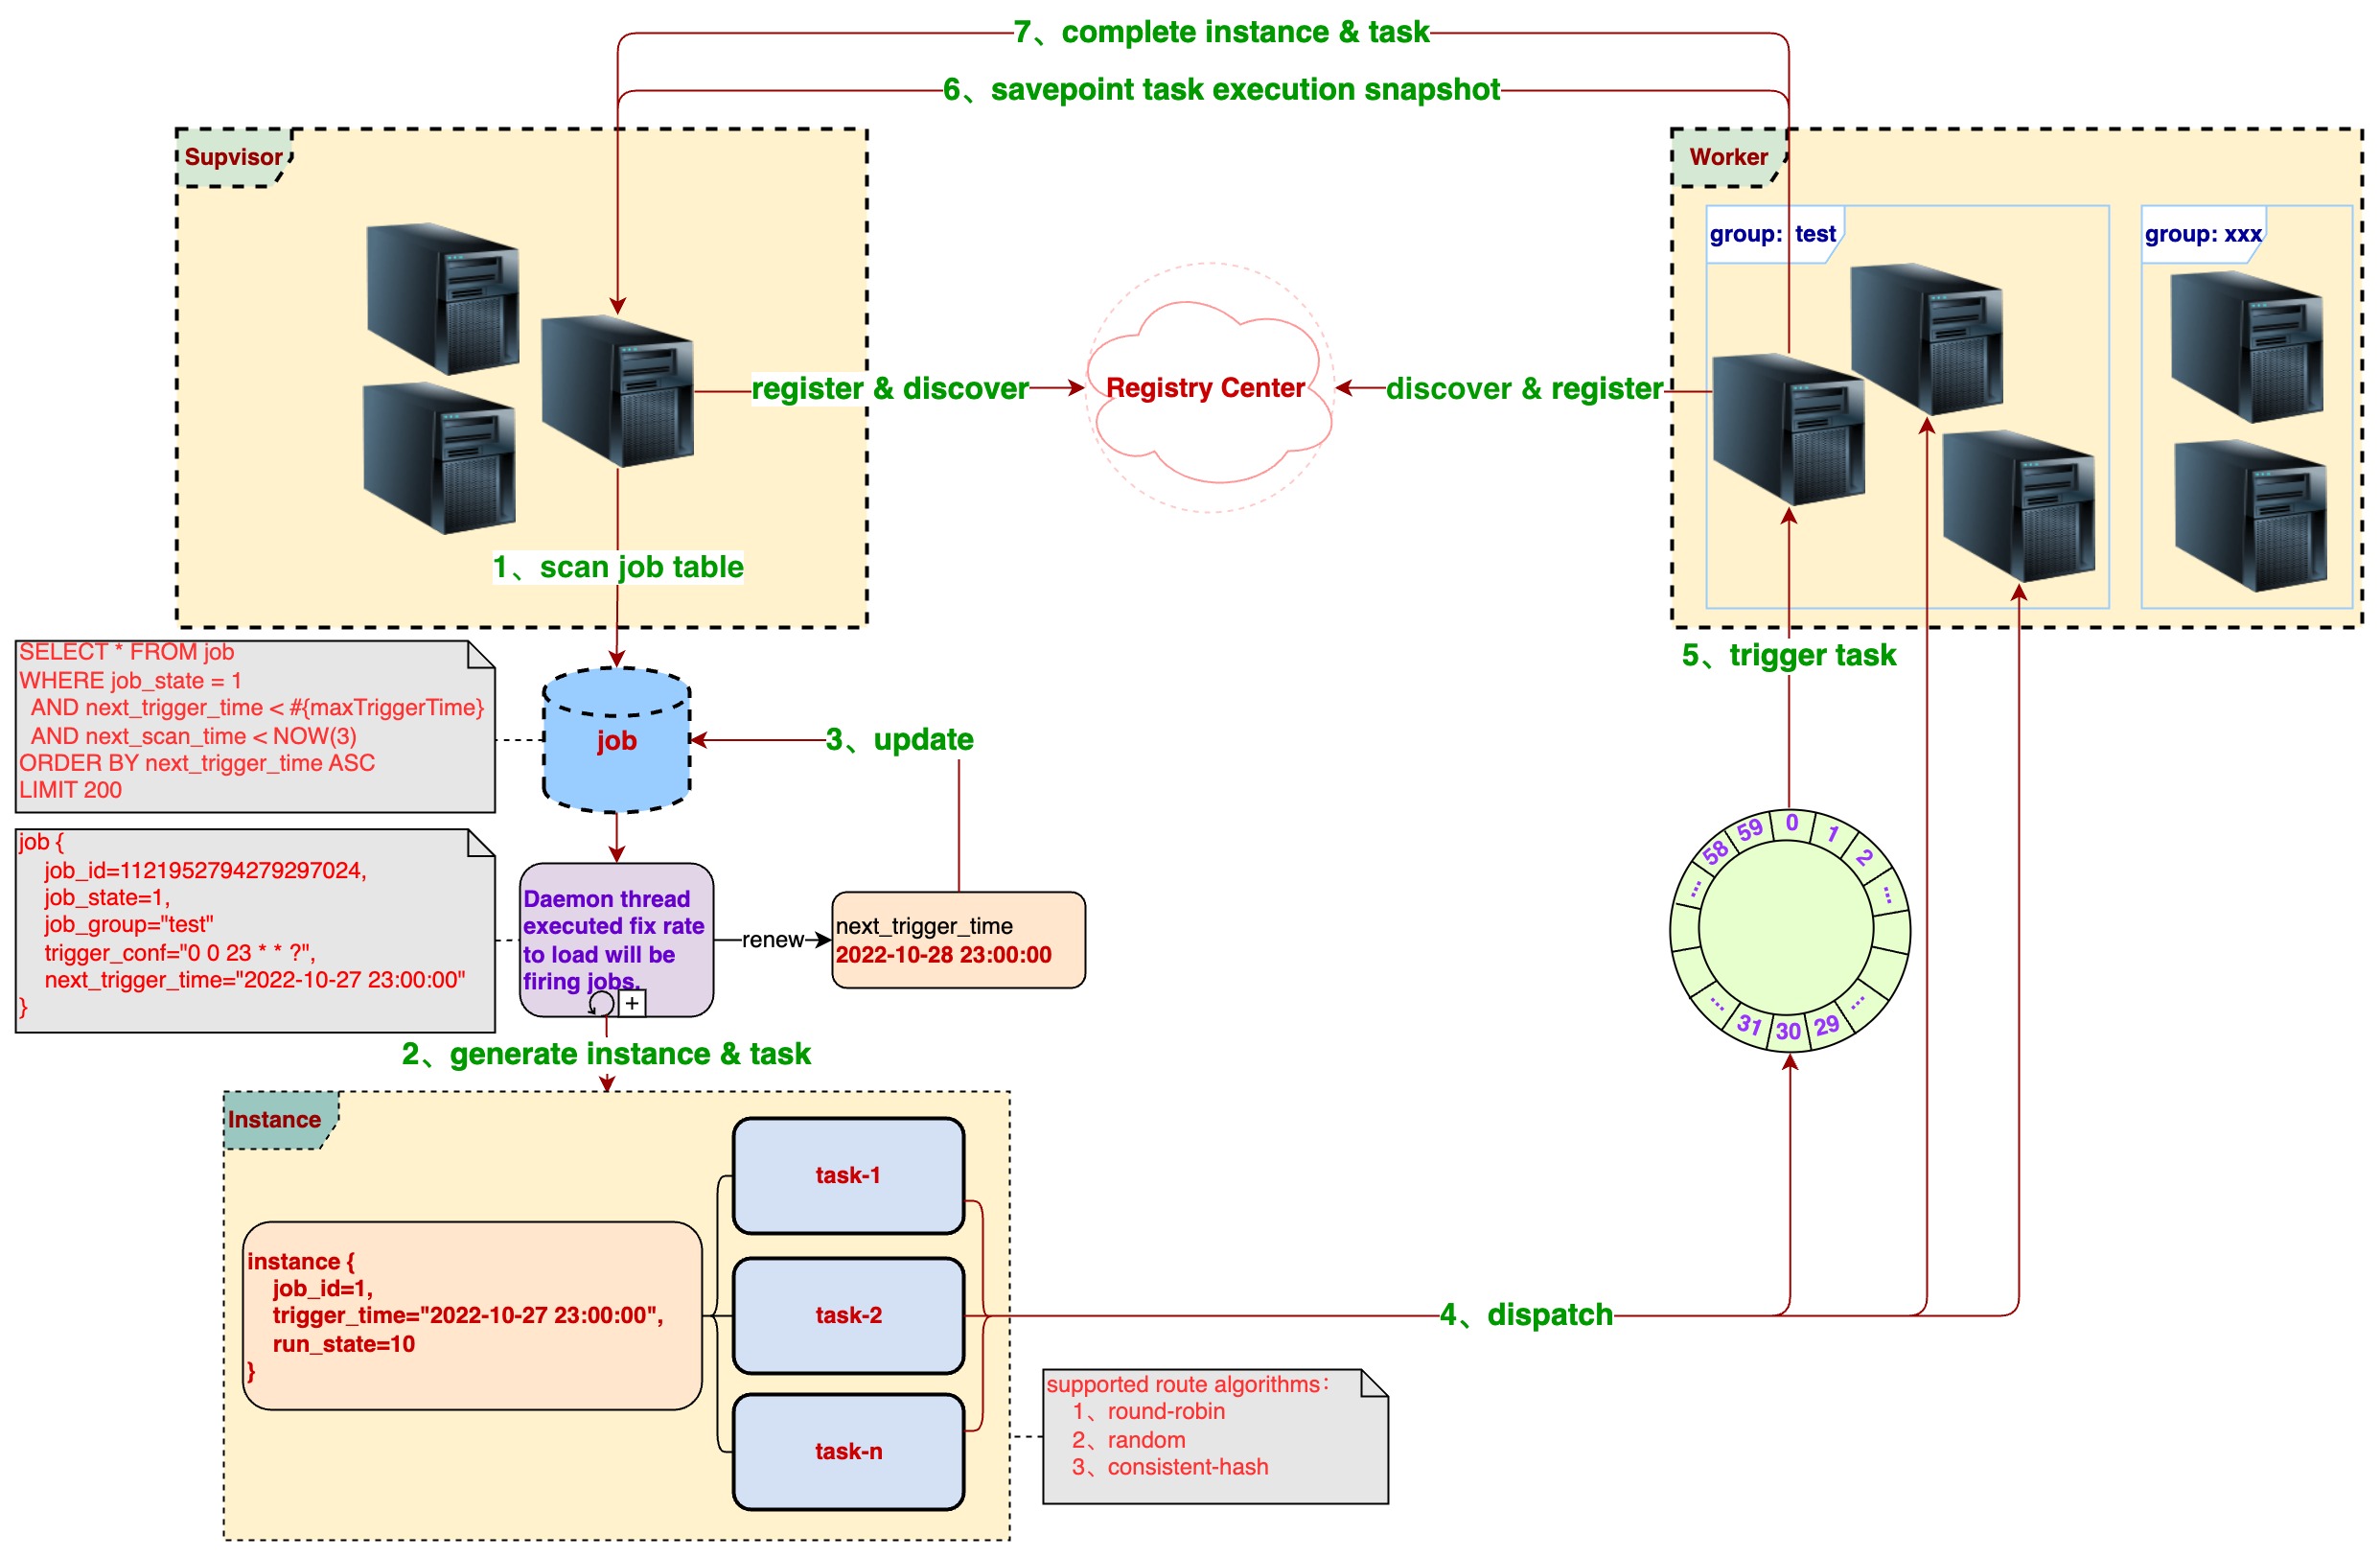 7、complete instance & task
6、savepoint task execution snapshot
Supvisor
Worker
group: test
group: xxx
register & discover
Registry Center
discover & register
1、scan job table
5、trigger task
SELECT * FROM job
WHERE job_state = 1
AND next_trigger_time < #{maxTriggerTime}
AND next_scan_time < NOW(3)
ORDER BY next_trigger_time ASC
LIMIT 200
job
3、update
job {
job_id=1121952794279297024,
job_state=1,
job_group="test"
trigger_conf="0 0 23 * * ?",
next_trigger_time="2022-10-27 23:00:00"
}
Daemon thread
executed fix rate
to load will be
firing jobs.
renew
next_trigger_time
2022-10-28 23:00:00
58
59
0
1
2
...
...
...
31
30
29
...
2、generate instance & task
Instance
instance {
job_id=1,
trigger_time="2022-10-27 23:00:00",
run_state=10
}
task-1
task-2
task-n
4、dispatch
supported route algorithms：
1、round-robin
2、random
3、consistent-hash